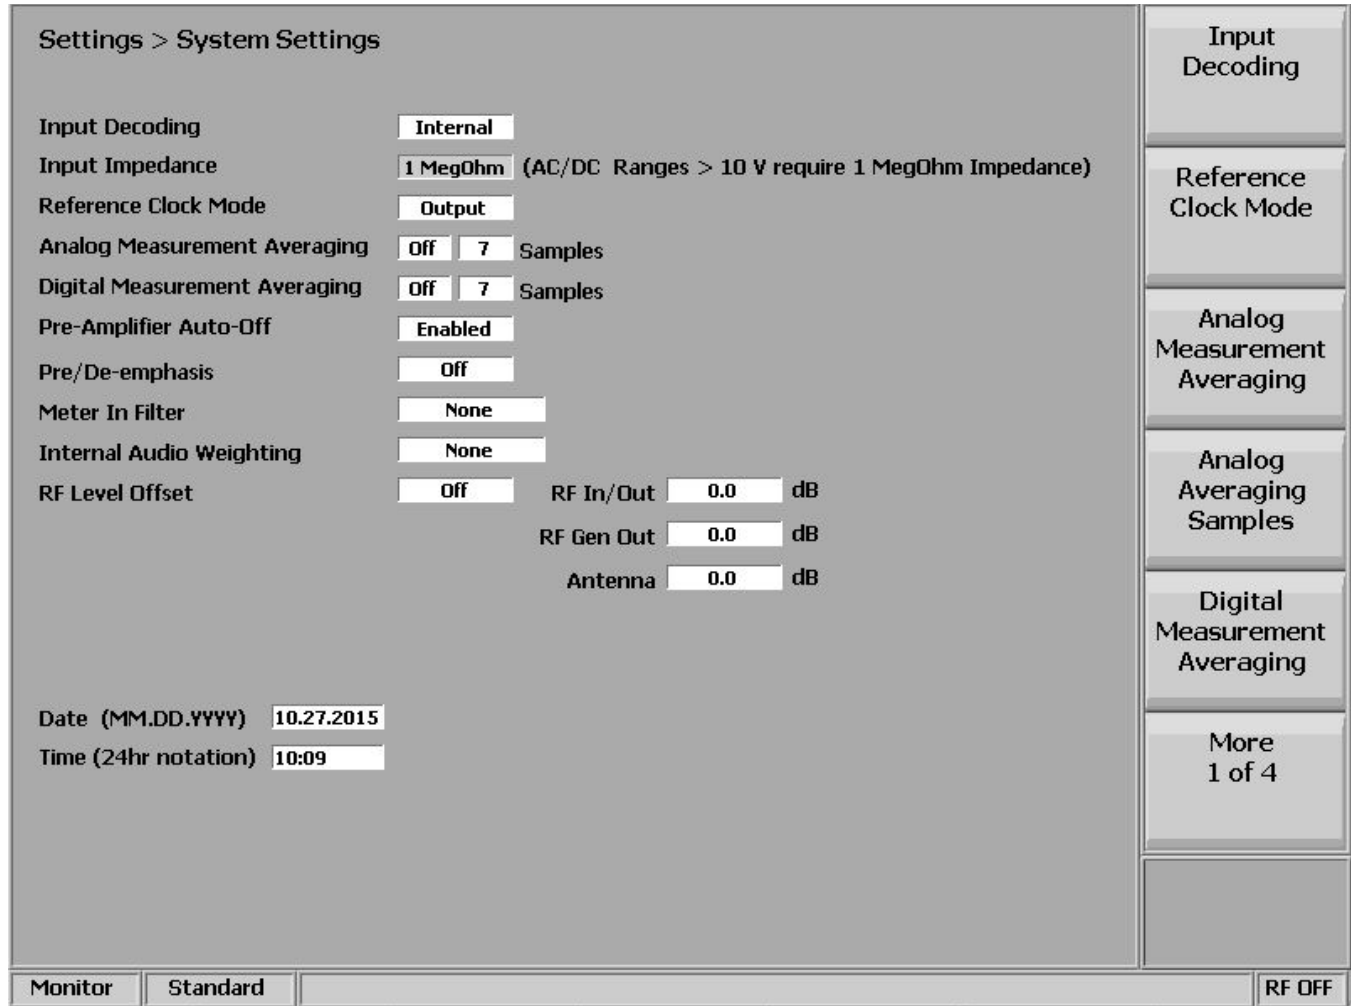 Settings > System Settings
Input Decoding Internal
Input Impedance 1 MegOhm (AC/DC Ranges > 10 V require 1 MegOhm Impedance)
Reference Clock Mode Output
Analog Measurement Averaging Off 7 Samples
Digital Measurement Averaging Off 7 Samples
Pre-Amplifier Auto-Off Enabled
Pre/De-emphasis Off
Meter In Filter None
Internal Audio Weighting None
RF Level Offset Off RF In/Out 0.0 dB
RF Gen Out 0.0 dB
Antenna 0.0 dB
Date (MM.DD.YYYY) 10.27.2015
Time (24hr notation) 10:09
Input
Decoding
Reference
Clock Mode
Analog
Measurement
Averaging
Analog
Averaging
Samples
Digital
Measurement
Averaging
More
1 of 4
Monitor Standard RF OFF